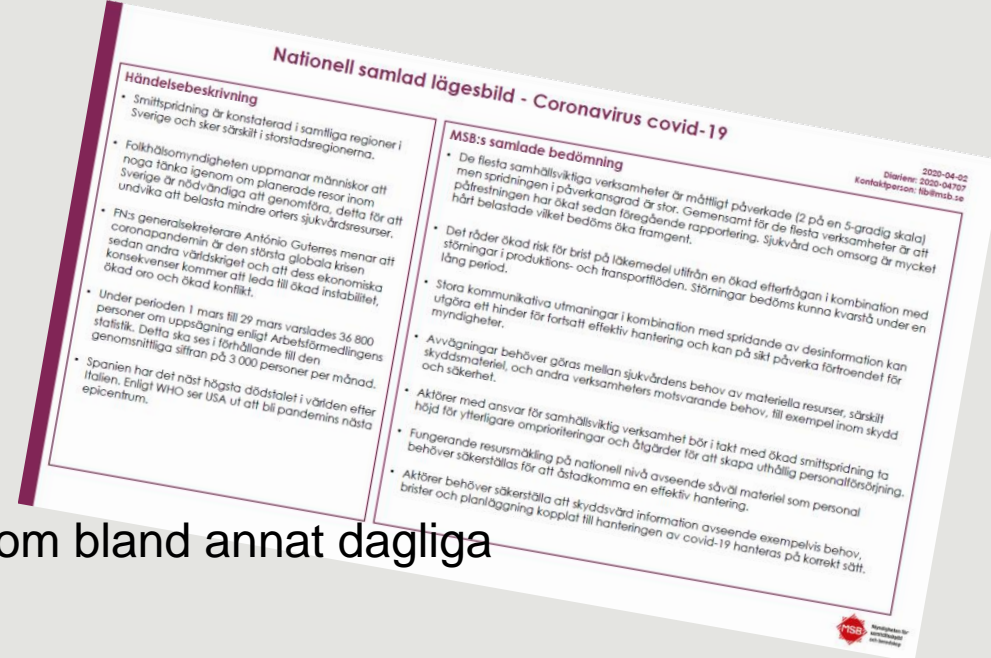 Nationell samlad lägesbild - Coronavirus covid-19
2020-04-02
Diarienr: 2020-04707
Kontaktperson: tib@msb.se
Händelsebeskrivning
• Smittspridning är konstaterad i samtliga regioner i
Sverige och sker särskilt i storstadsregionerna.
• Folkhälsomyndigheten uppmanar människor att
noga tänka igenom om planerade resor inom
Sverige är nödvändiga att genomföra, detta för att
undvika att belasta mindre orters sjukvårdsresurser.
• FN:s generalsekreterare António Guterres menar att
coronapandemin är den största globala krisen
sedan andra världskriget och att dess ekonomiska
konsekvenser kommer att leda till ökad instabilitet,
ökad oro och ökad konflikt.
• Under perioden 1 mars till 29 mars varslades 36 800
personer om uppsägning enligt Arbetsförmedlingens
statistik. Detta ska ses i förhållande till den
genomsnittliga siffran på 3 000 personer per månad.
• Spanien har det näst högsta dödstalet i världen efter
Italien. Enligt WHO ser USA ut att bli pandemins nästa
epicentrum.
MSB:s samlade bedömning
• De flesta samhällsviktiga verksamheter är måttligt påverkade (2 på en 5-gradig skala)
men spridningen i påverkansgrad är stor. Gemensamt för de flesta verksamheter är att
påfrestningen har ökat sedan föregående rapportering. Sjukvård och omsorg är mycket
hårt belastade vilket bedöms öka framgent.
• Det råder ökad risk för brist på läkemedel utifrån en ökad efterfrågan i kombination med
störningar i produktions- och transportflöden. Störningar bedöms kunna kvarstå under en
lång period.
• Stora kommunikativa utmaningar i kombination med spridande av desinformation kan
utgöra ett hinder för fortsatt effektiv hantering och kan på sikt påverka förtroendet för
myndigheter.
• Avvägningar behöver göras mellan sjukvårdens behov av materiella resurser, särskilt
skyddsmateriel, och andra verksamheters motsvarande behov, till exempel inom skydd
och säkerhet.
• Aktörer med ansvar för samhällsviktig verksamhet bör i takt med ökad smittspridning ta
höjd för ytterligare omprioriteringar och åtgärder för att skapa uthållig personalförsörjning.
• Fungerande resursmäkling på nationell nivå avseende såväl materiel som personal
behöver säkerställas för att åstadkomma en effektiv hantering.
• Aktörer behöver säkerställa att skyddsvärd information avseende exempelvis behov,
brister och planläggning kopplat till hanteringen av covid-19 hanteras på korrekt sätt.
om bland annat dagliga
MSB
Myndigheten för
samhällsskydd
och beredskap